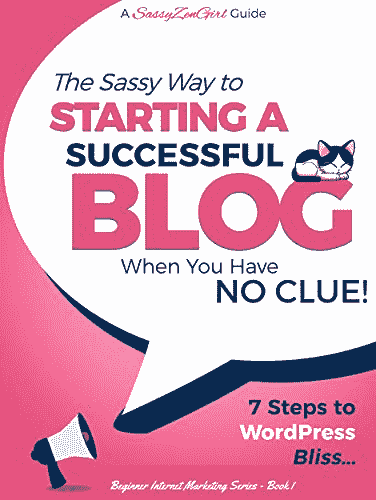 A SassyZenGirl Guide
The Sassy Way to
STARTING A
SUCCESSFUL
BLOG
When You Have
NO CLUE!
7 Steps to
WordPress
Bliss...
Beginner Internet Marketing Series - Book 1